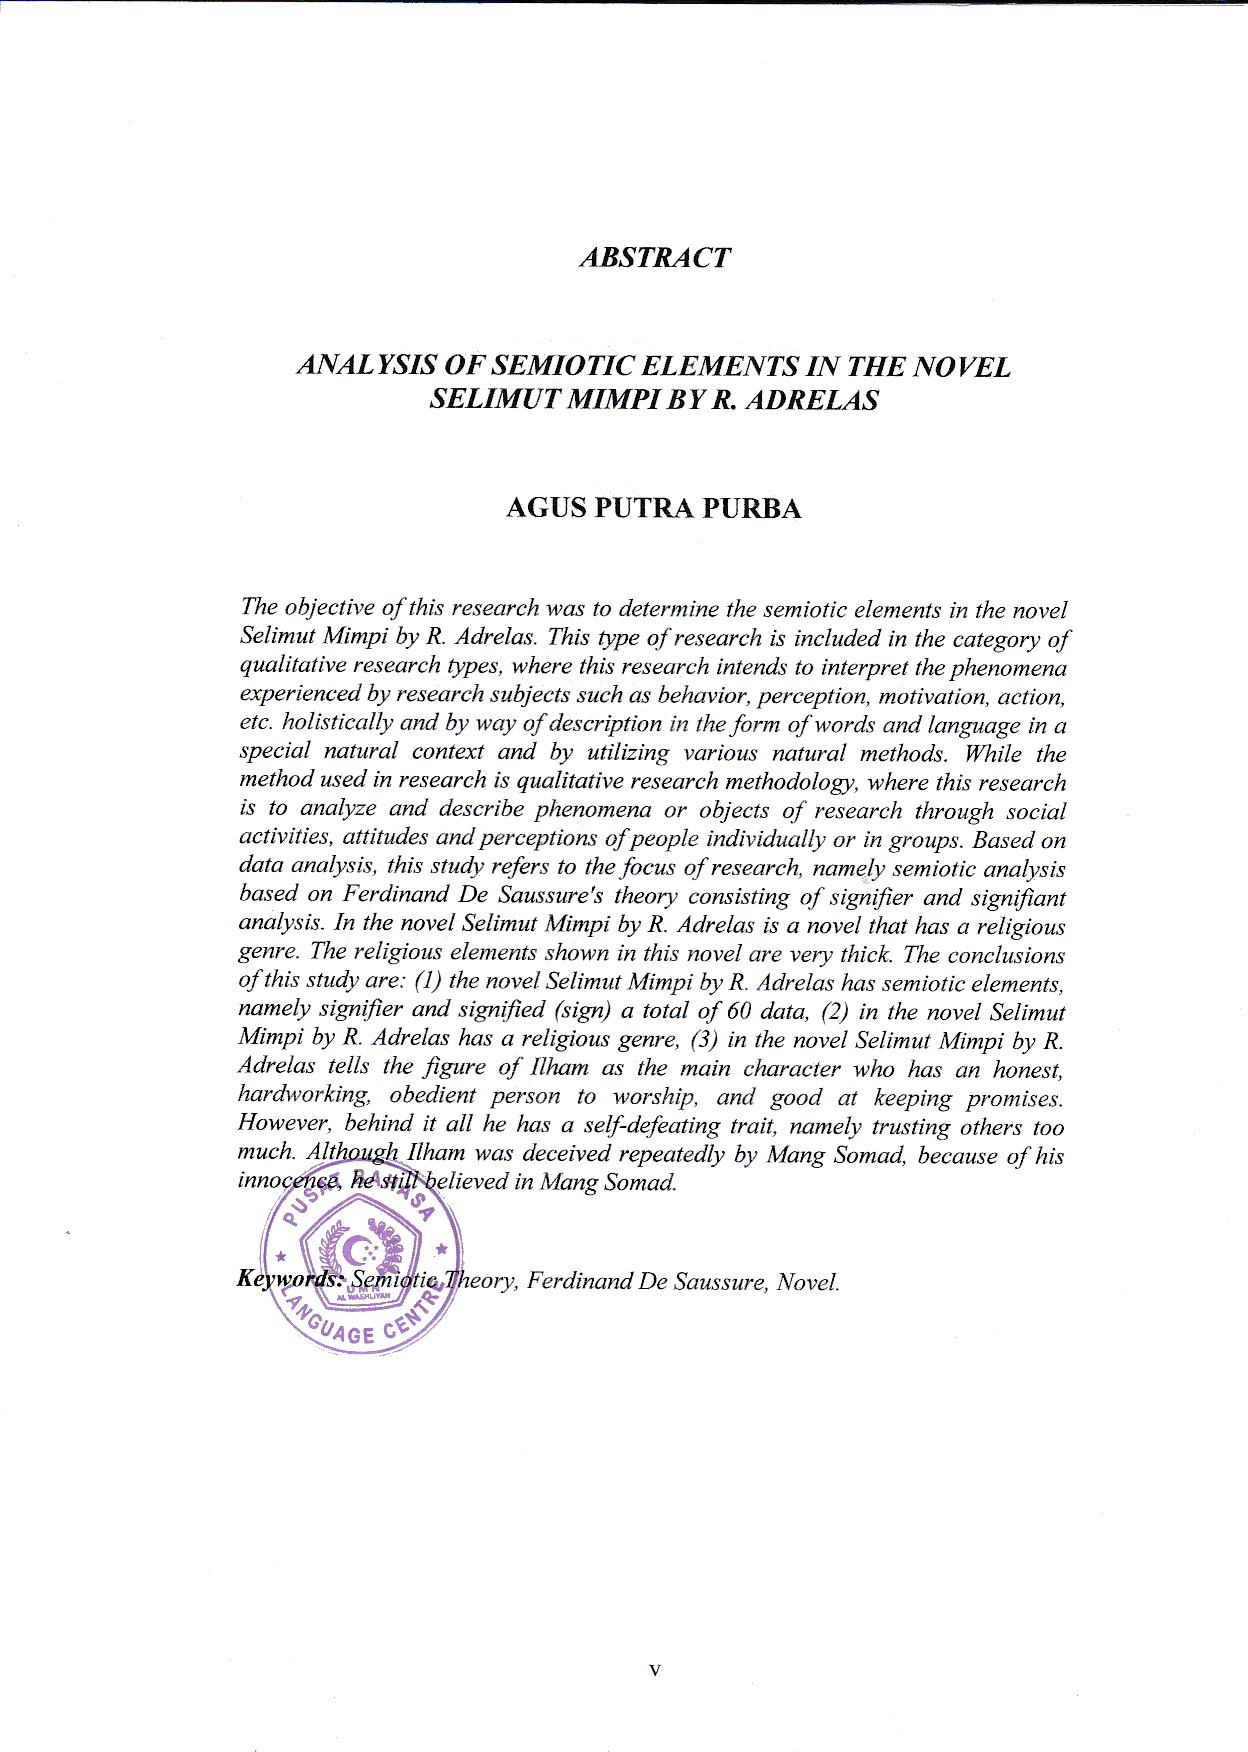 ABSTRACT
ANALYSIS OF SEMIOTIC ELEMENTS IN THE NOVEL
SELIMUT MIMPI BY R. ADRELAS
AGUS PUTRA PURBA
The objective of this research was to determine the semiotic elements in the novel
Selimut Mimpi by R. Adrelas. This type of research is included in the category of
qualitative research types, where this research intends to interpret the phenomena
experienced by research subjects such as behavior, perception, motivation, action,
etc. holistically and by way of description in the form of words and language in a
special natural context and by utilizing various natural methods. While the
method used in research is qualitative research methodology, where this research
is to analyze and describe phenomena or objects of research through social
activities, attitudes and perceptions of people individually or in groups. Based on
data analysis, this study refers to the focus of research, namely semiotic analysis
based on Ferdinand De Saussure's theory consisting of signifier and signifiant
analysis. In the novel Selimut Mimpi by R. Adrelas is a novel that has a religious
genre. The religious elements shown in this novel are very thick. The conclusions
of this study are: (1) the novel Selimut Mimpi by R. Adrelas has semiotic elements,
namely signifier and signified (sign) a total of 60 data, (2) in the novel Selimut
Mimpi by R. Adrelas has a religious genre, (3) in the novel Selimut Mimpi by R.
Adrelas tells the figure of Ilham as the main character who has an honest,
hardworking, obedient person to worship, and good at keeping promises.
However, behind it all he has a self-defeating trait, namely trusting others too
much. Although Ilham was deceived repeatedly by Mang Somad, because of his
innocence, he still believed in Mang Somad.
PUSAT BAHASA
Keywords: Semiotic Theory, Ferdinand De Saussure, Novel.
UMN
AL WASHLIYAH
LANGUAGE CENTRE
v